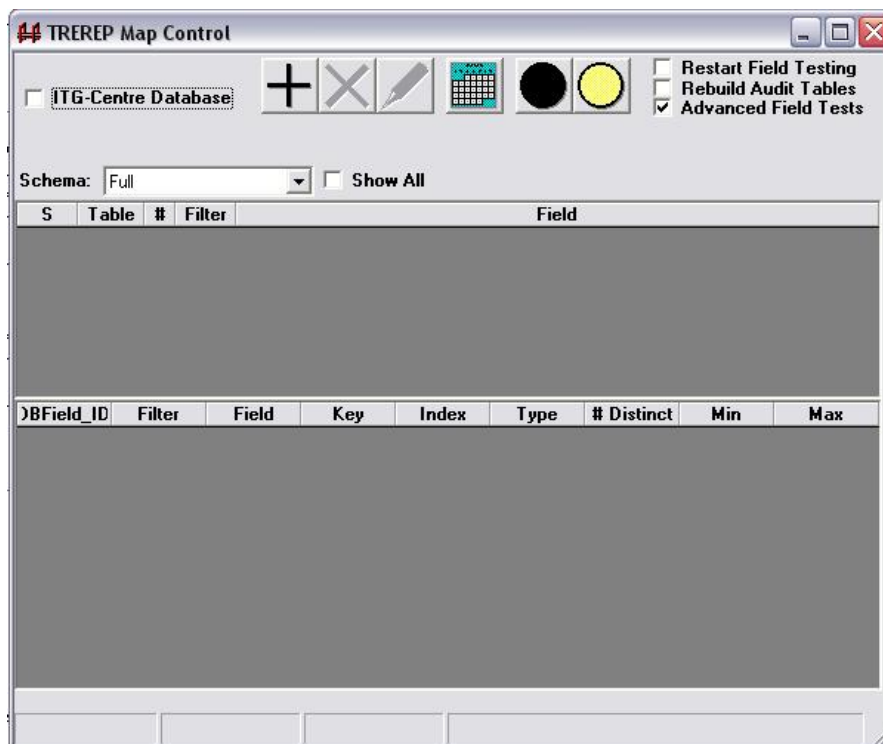 TREREP Map Control
ITG-Centre Database
Restart Field Testing
Rebuild Audit Tables
Advanced Field Tests
Schema: Full Show All
S Table # Filter Field
DBField_ID Filter Field Key Index Type # Distinct Min Max